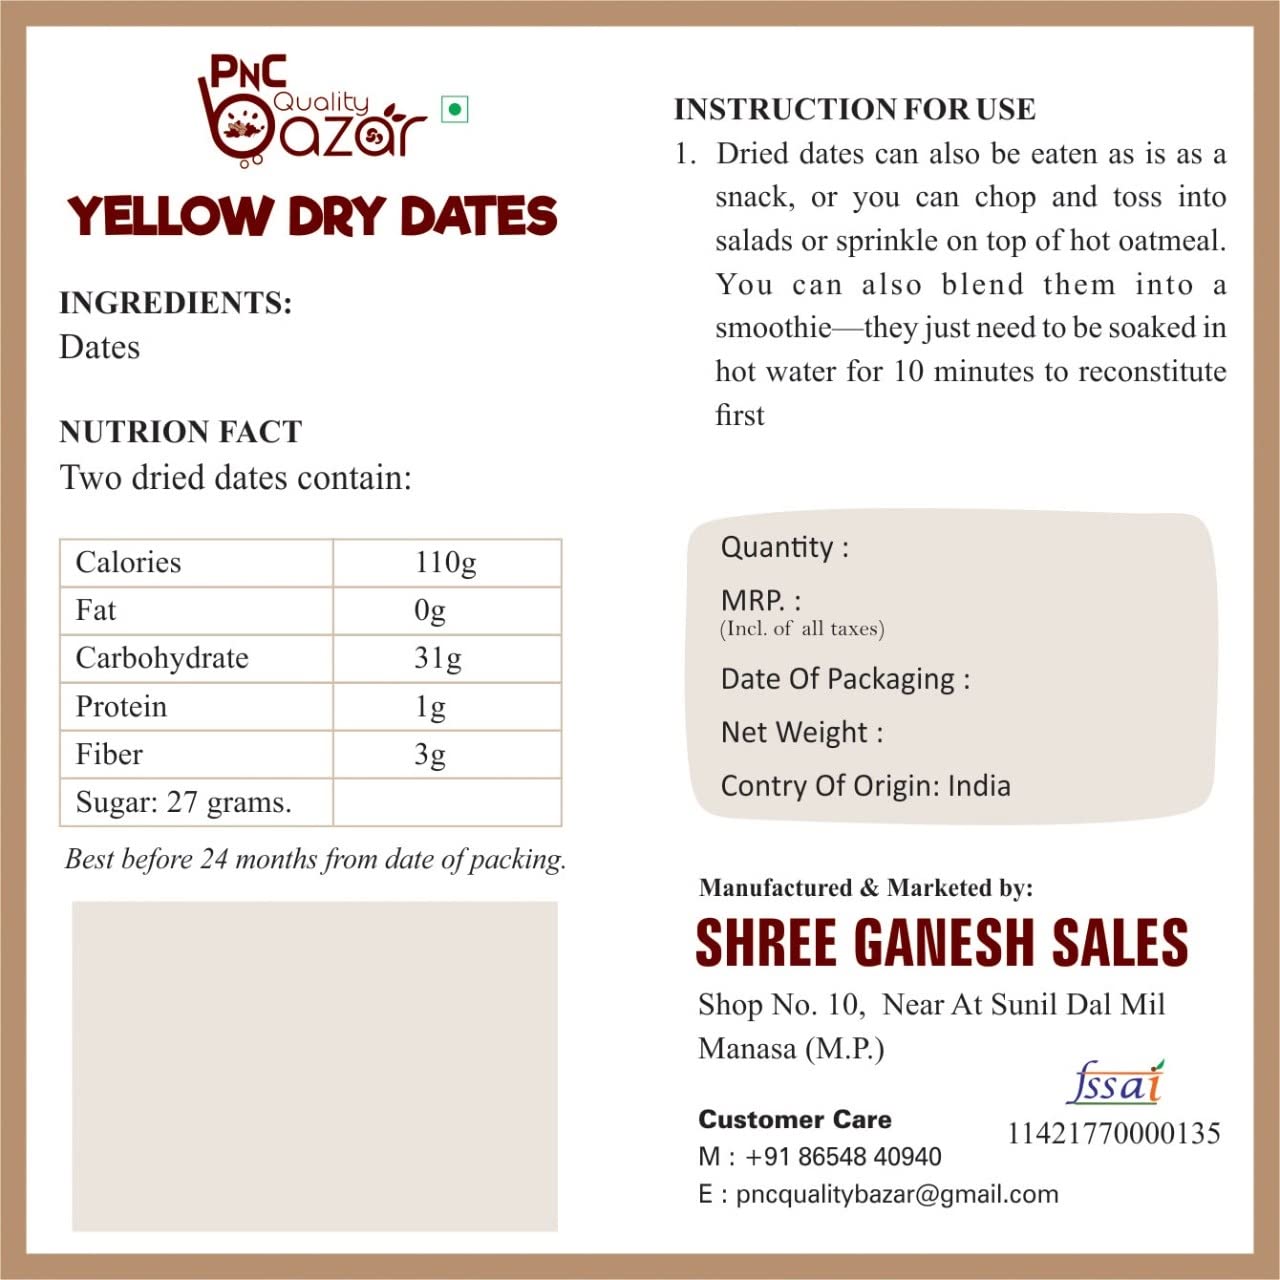 PNC
Quality
bazar
YELLOW DRY DATES
INGREDIENTS:
Dates
NUTRION FACT
Two dried dates contain:
Calories 110g
Fat 0g
Carbohydrate 31g
Protein 1g
Fiber 3g
Sugar: 27 grams.
Best before 24 months from date of packing.
INSTRUCTION FOR USE
1. Dried dates can also be eaten as is as a
snack, or you can chop and toss into
salads or sprinkle on top of hot oatmeal.
You can also blend them into a
smoothie—they just need to be soaked in
hot water for 10 minutes to reconstitute
first
Quantity :
MRP. :
(Incl. of all taxes)
Date Of Packaging :
Net Weight :
Contry Of Origin: India
Manufactured & Marketed by:
SHREE GANESH SALES
Shop No. 10, Near At Sunil Dal Mil
Manasa (M.P.)
fssai
11421770000135
Customer Care
M : +91 86548 40940
E : pncqualitybazar@gmail.com